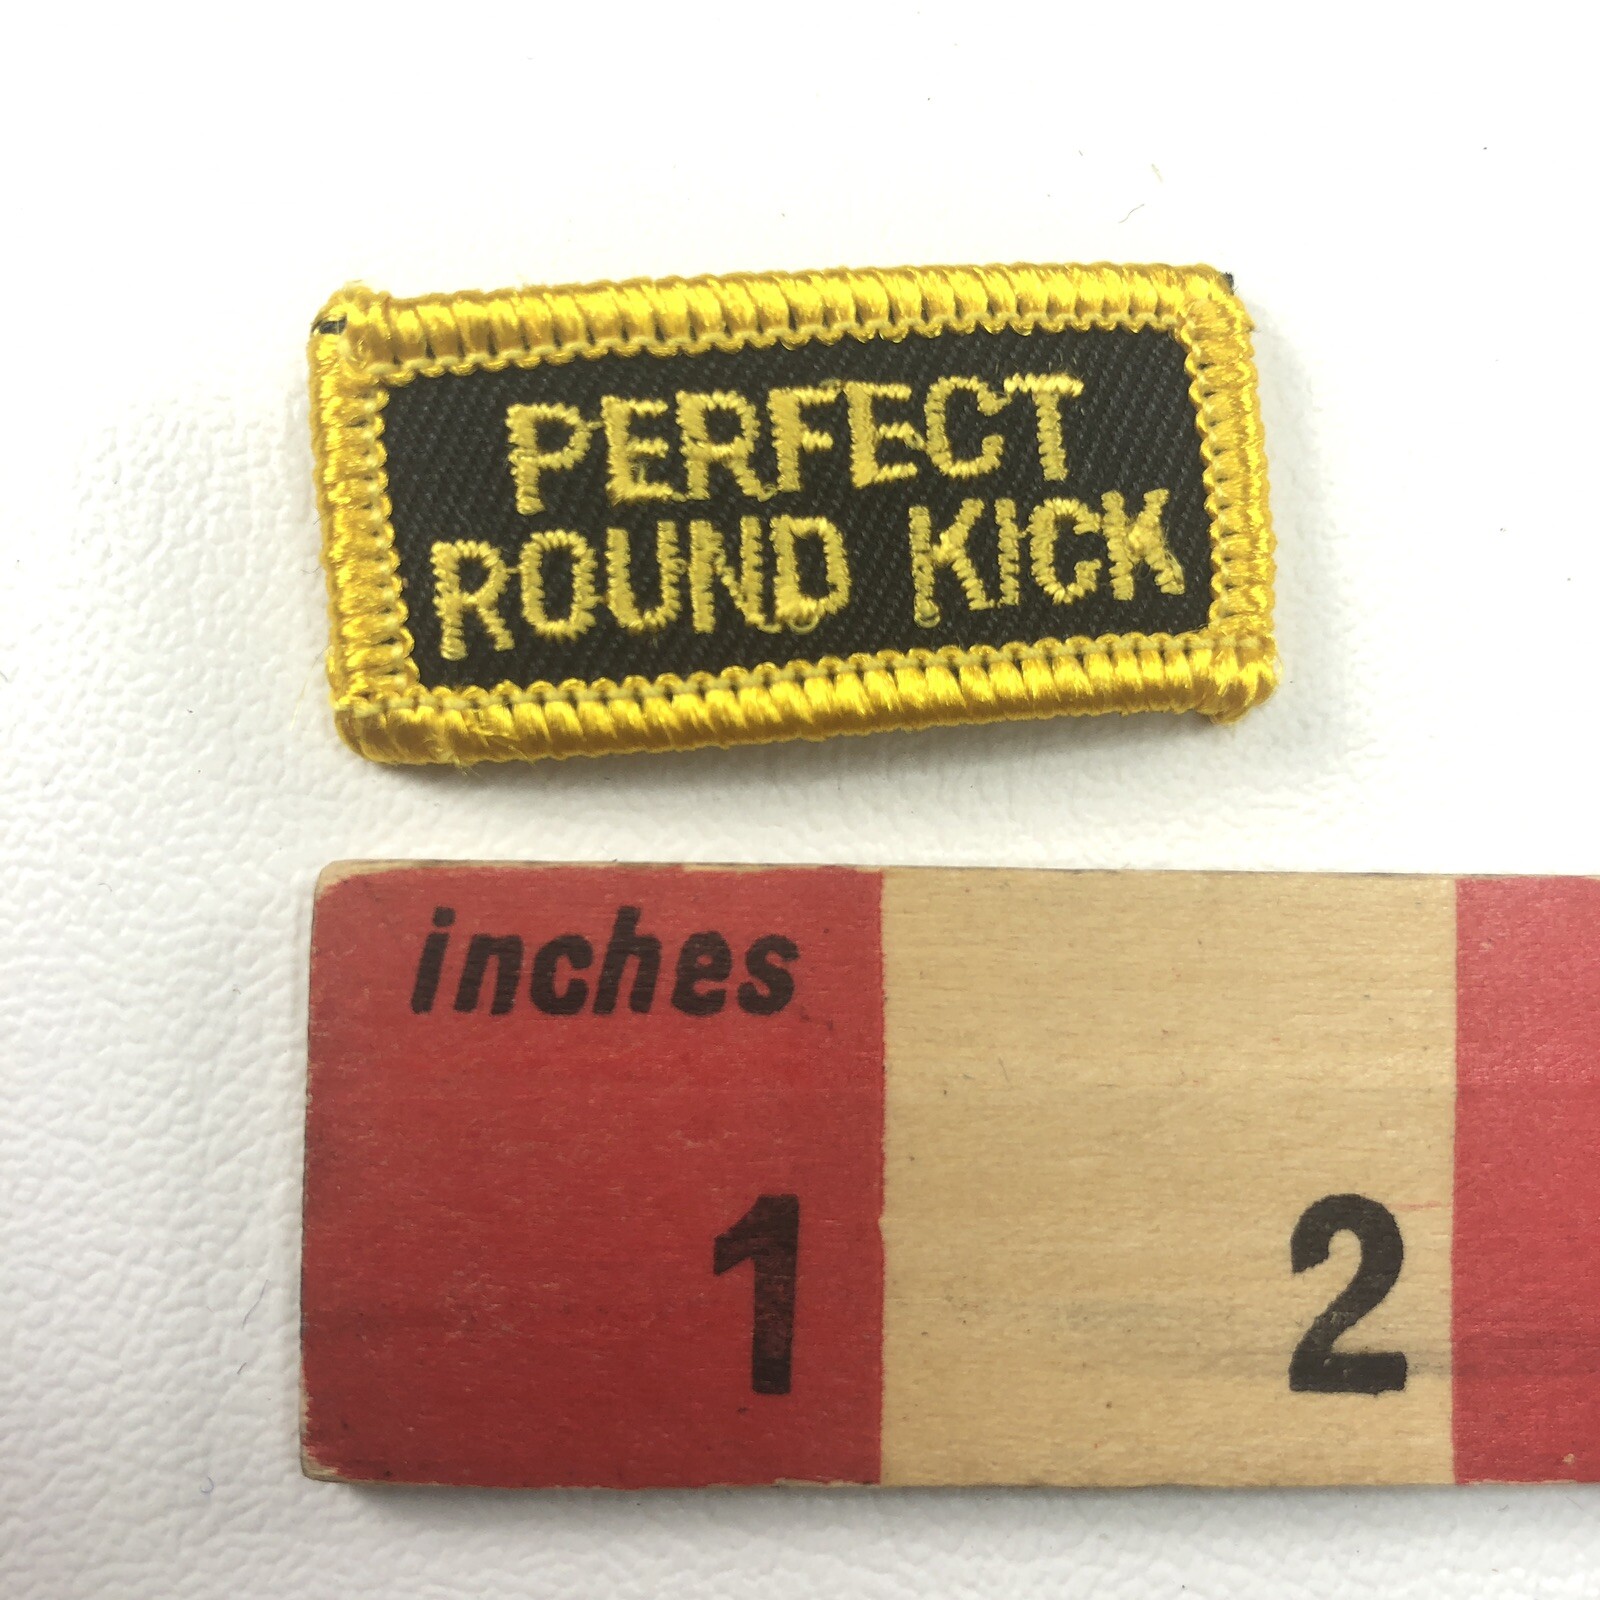 PERFECT
ROUND KICK
inches
1 2